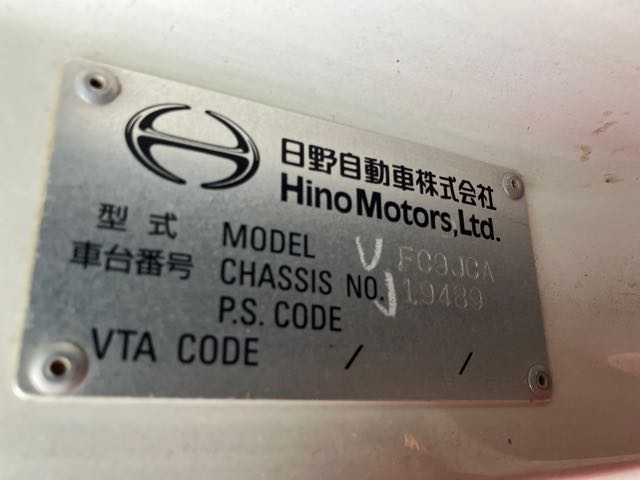 日野自動車株式会社
Hino Motors, Ltd.
型式 MODEL FC9JCA
車台番号 CHASSIS NO. 19489
P.S. CODE
VTA CODE / /